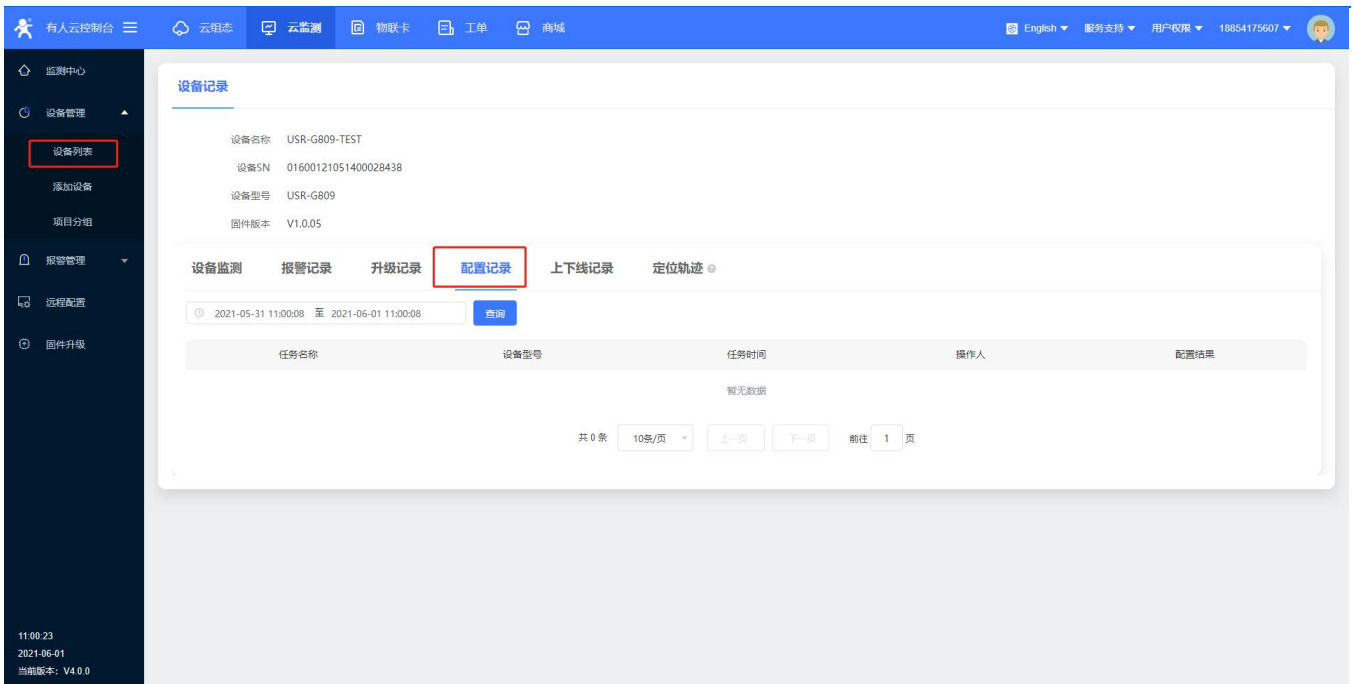 有人云控制台 云组态 云监测 物联卡 工单 商城 English 服务支持 用户权限 18854175607
监测中心
设备管理
设备列表
添加设备
项目分组
报警管理
远程配置
固件升级
11:00:23
2021-06-01
当前版本：V4.0.0
设备记录
设备名称 USR-G809-TEST
设备SN 01600121051400028438
设备型号 USR-G809
固件版本 V1.0.05
设备监测 报警记录 升级记录 配置记录 上下线记录 定位轨迹
2021-05-31 11:00:08 至 2021-06-01 11:00:08 查询
任务名称 设备型号 任务时间 操作人 配置结果
暂无数据
共 0 条 10条/页 上一页 下一页 前往 1 页